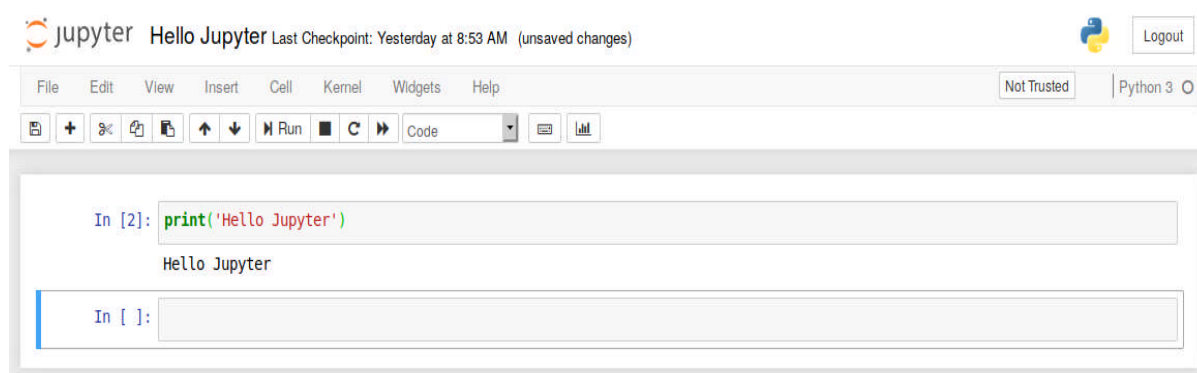 jupyter Hello Jupyter Last Checkpoint: Yesterday at 8:53 AM (unsaved changes) Logout
File Edit View Insert Cell Kernel Widgets Help Not Trusted Python 3
Run Code
In [2]: print('Hello Jupyter')
Hello Jupyter
In [ ]: